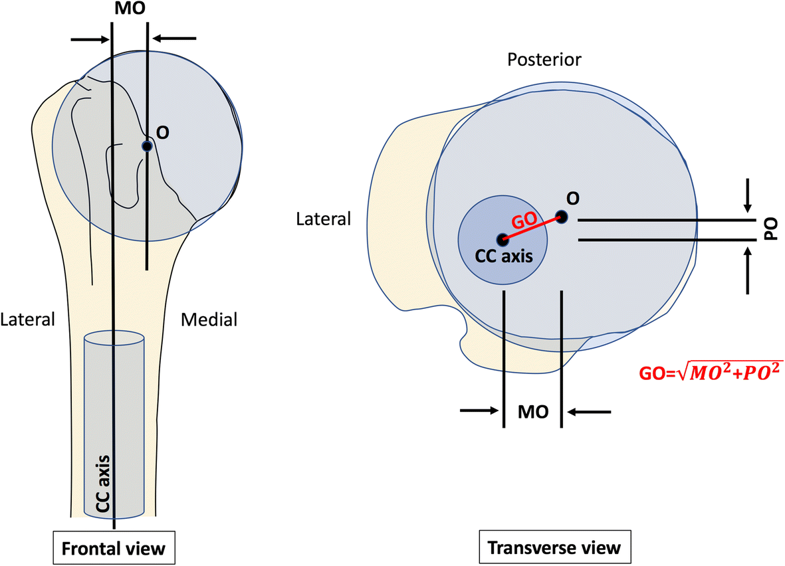 MO
O
Lateral
Medial
CC axis
Frontal view
Posterior
Lateral
O
GO
CC axis
PO
MO
GO=√MO²+PO²
Transverse view